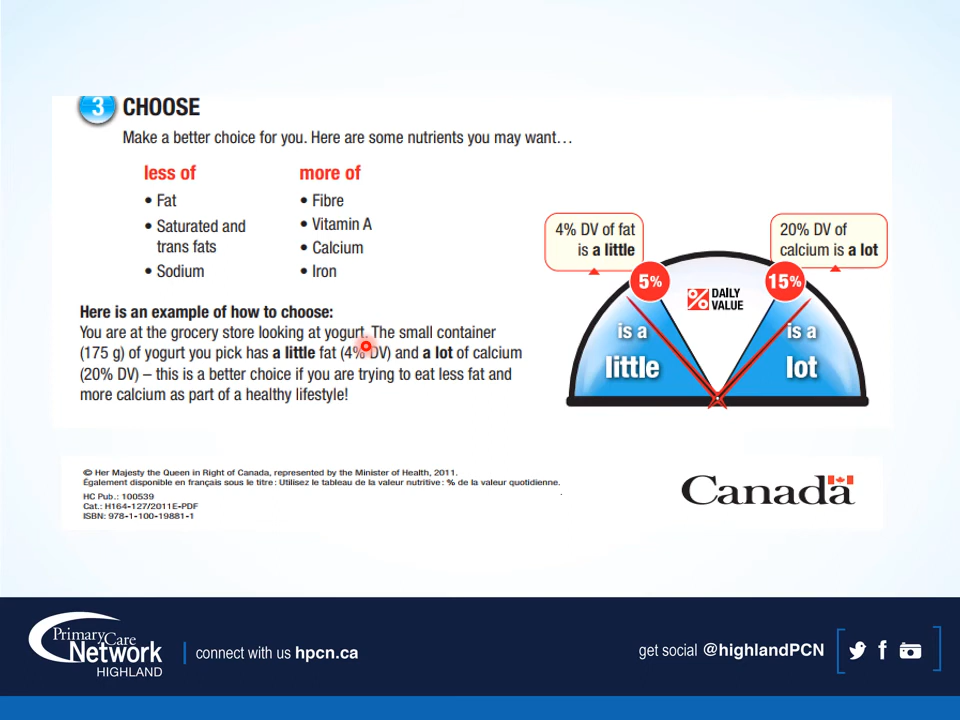 3 CHOOSE
Make a better choice for you. Here are some nutrients you may want…
less of
• Fat
• Saturated and
trans fats
• Sodium
more of
• Fibre
• Vitamin A
• Calcium
• Iron
Here is an example of how to choose:
You are at the grocery store looking at yogurt. The small container
(175 g) of yogurt you pick has a little fat (4% DV) and a lot of calcium
(20% DV) – this is a better choice if you are trying to eat less fat and
more calcium as part of a healthy lifestyle!
4% DV of fat
is a little
20% DV of
calcium is a lot
5%
15%
% DAILY
VALUE
is a
little
is a
lot
© Her Majesty the Queen in Right of Canada, represented by the Minister of Health, 2011.
Également disponible en français sous le titre : Utilisez le tableau de la valeur nutritive : % de la valeur quotidienne.
HC Pub.: 100539
Cat.: H164-127/2011E-PDF
ISBN: 978-1-100-19881-1
Canada
PrimaryCare
Network
HIGHLAND
connect with us hpcn.ca
get social @highlandPCN